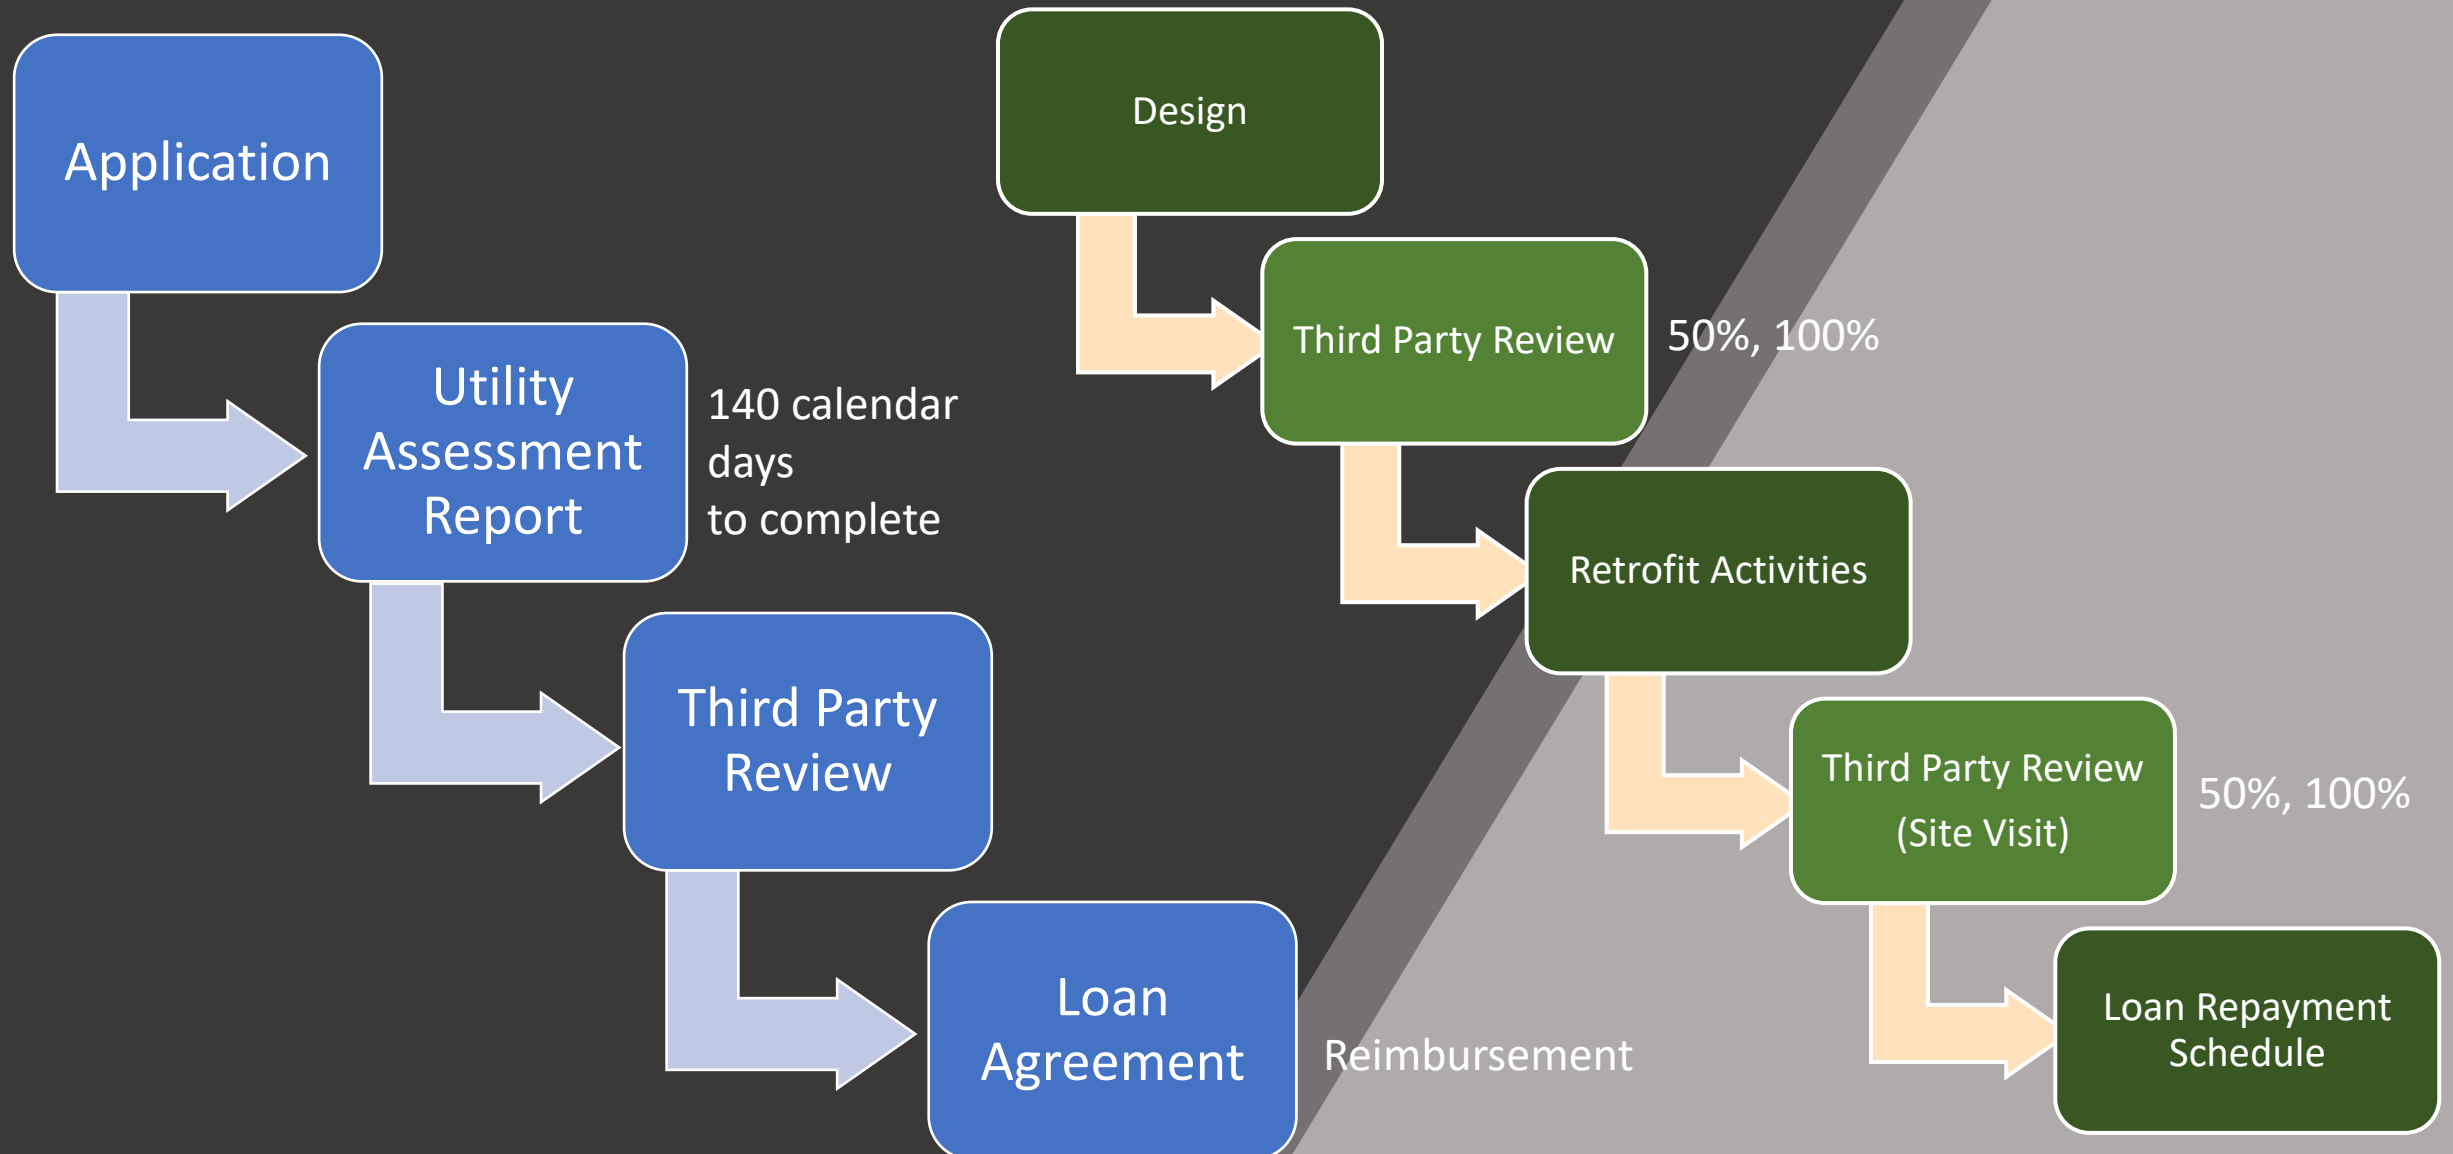 Application
Utility
Assessment
Report
140 calendar
days
to complete
Third Party
Review
Loan
Agreement
Reimbursement
Design
Third Party Review
50%, 100%
Retrofit Activities
Third Party Review
(Site Visit)
50%, 100%
Loan Repayment
Schedule